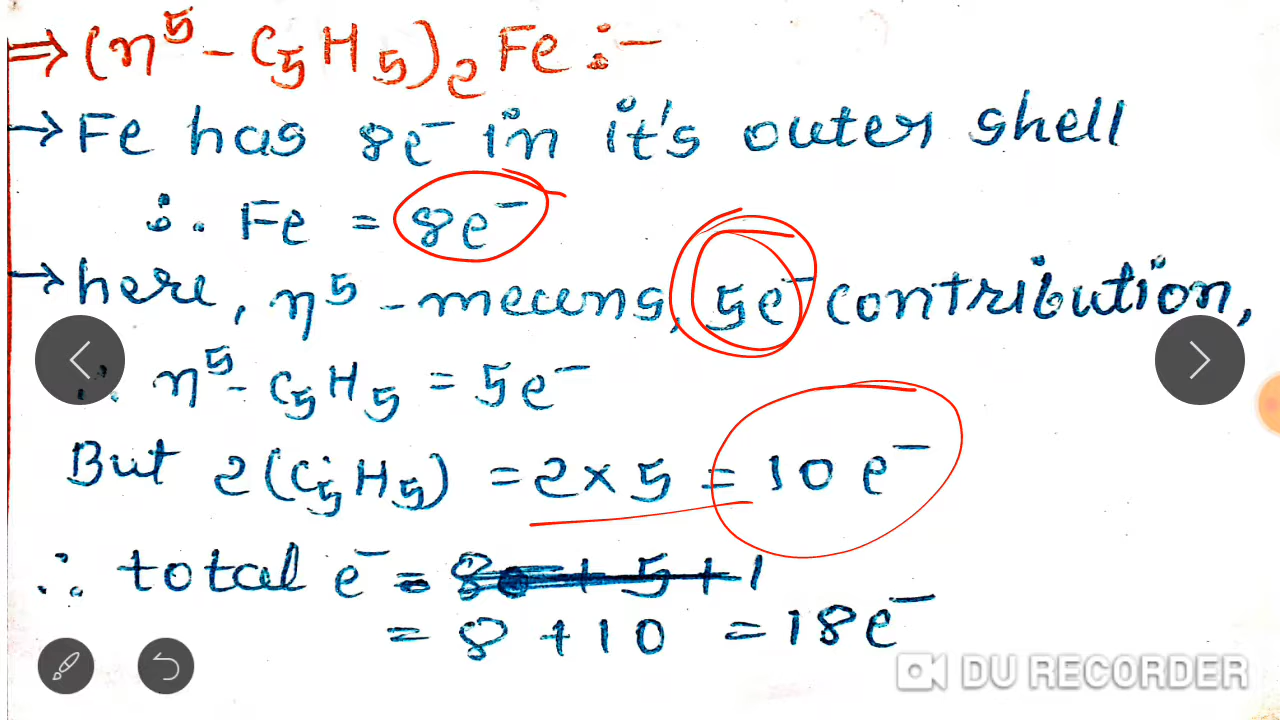 ⇒ (η⁵ - C₅H₅)₂ Fe :-
→ Fe has 8e⁻ in it's outer shell
∴ Fe = 8e⁻
→ here, η⁵ - means, 5e⁻ contribution,
∴ η⁵ - C₅H₅ = 5e⁻
But 2(C₅H₅) = 2 × 5 = 10 e⁻
∴ total e⁻ = 8 + 5 + 1
= 8 + 10 = 18e⁻
DU RECORDER